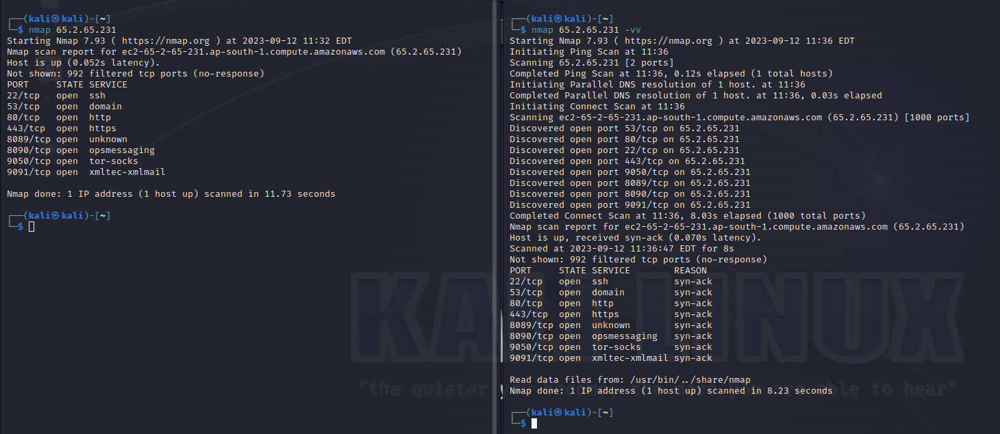 ┌──(kali㉿kali)-[~]
└─$ nmap 65.2.65.231
Starting Nmap 7.93 ( https://nmap.org ) at 2023-09-12 11:32 EDT
Nmap scan report for ec2-65-2-65-231.ap-south-1.compute.amazonaws.com (65.2.65.231)
Host is up (0.052s latency).
Not shown: 992 filtered tcp ports (no-response)
PORT     STATE SERVICE
22/tcp   open  ssh
53/tcp   open  domain
80/tcp   open  http
443/tcp  open  https
8089/tcp open  unknown
8090/tcp open  opsmessaging
9050/tcp open  tor-socks
9091/tcp open  xmltec-xmlmail
Nmap done: 1 IP address (1 host up) scanned in 11.73 seconds
┌──(kali㉿kali)-[~]
└─$
┌──(kali㉿kali)-[~]
└─$ nmap 65.2.65.231 -vv
Starting Nmap 7.93 ( https://nmap.org ) at 2023-09-12 11:36 EDT
Initiating Ping Scan at 11:36
Scanning 65.2.65.231 [2 ports]
Completed Ping Scan at 11:36, 0.12s elapsed (1 total hosts)
Initiating Parallel DNS resolution of 1 host. at 11:36
Completed Parallel DNS resolution of 1 host. at 11:36, 0.03s elapsed
Initiating Connect Scan at 11:36
Scanning ec2-65-2-65-231.ap-south-1.compute.amazonaws.com (65.2.65.231) [1000 ports]
Discovered open port 53/tcp on 65.2.65.231
Discovered open port 80/tcp on 65.2.65.231
Discovered open port 22/tcp on 65.2.65.231
Discovered open port 443/tcp on 65.2.65.231
Discovered open port 9050/tcp on 65.2.65.231
Discovered open port 8089/tcp on 65.2.65.231
Discovered open port 8090/tcp on 65.2.65.231
Discovered open port 9091/tcp on 65.2.65.231
Completed Connect Scan at 11:36, 8.03s elapsed (1000 total ports)
Nmap scan report for ec2-65-2-65-231.ap-south-1.compute.amazonaws.com (65.2.65.231)
Host is up, received syn-ack (0.070s latency).
Scanned at 2023-09-12 11:36:47 EDT for 8s
Not shown: 992 filtered tcp ports (no-response)
PORT     STATE SERVICE        REASON
22/tcp   open  ssh            syn-ack
53/tcp   open  domain         syn-ack
80/tcp   open  http           syn-ack
443/tcp  open  https          syn-ack
8089/tcp open  unknown        syn-ack
8090/tcp open  opsmessaging   syn-ack
9050/tcp open  tor-socks      syn-ack
9091/tcp open  xmltec-xmlmail syn-ack
Read data files from: /usr/bin/../share/nmap
Nmap done: 1 IP address (1 host up) scanned in 8.23 seconds
┌──(kali㉿kali)-[~]
└─$
KALI LINUX
"the quieter you become, the more you are able to hear"